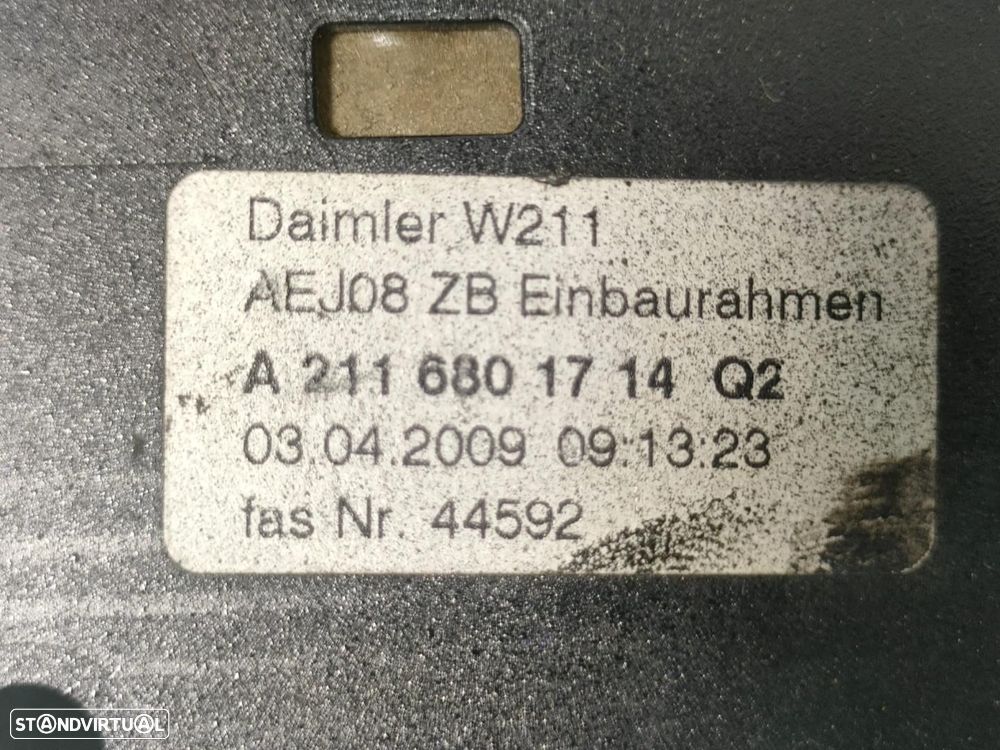 Daimler W211
AEJ08 ZB Einbaurahmen
A 211 680 17 14 Q2
03.04.2009 09:13:23
fas Nr. 44592
STANDVIRTUAL